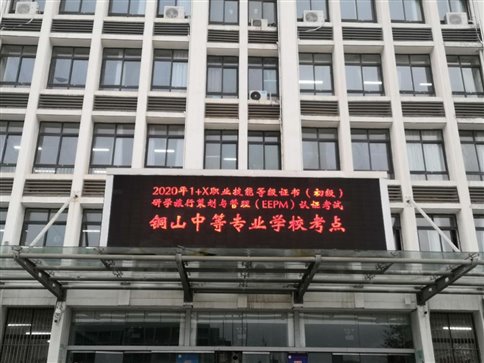 2020年1+X职业技能等级证书（初级）
研学旅行策划与管理（EEPM）认证考试
铜山中等专业学校考点